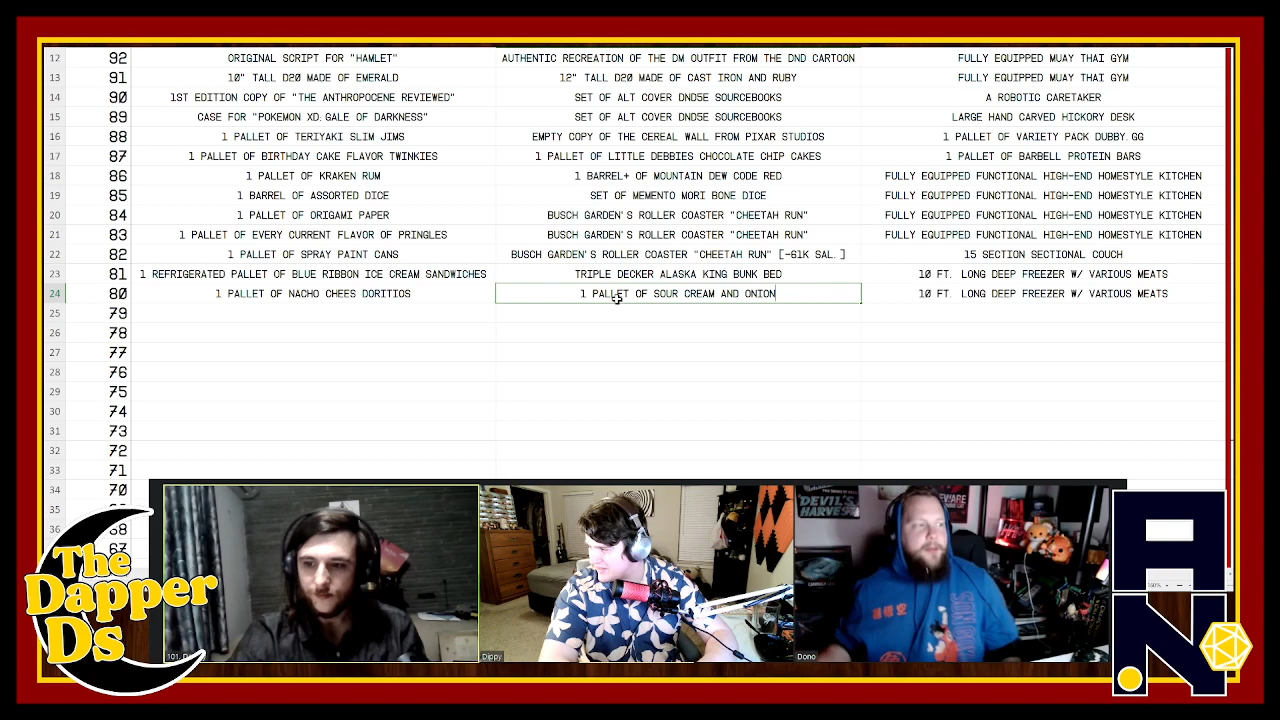 12 92 ORIGINAL SCRIPT FOR "HAMLET" AUTHENTIC RECREATION OF THE DM OUTFIT FROM THE DND CARTOON FULLY EQUIPPED MUAY THAI GYM
13 91 10" TALL D20 MADE OF EMERALD 12" TALL D20 MADE OF CAST IRON AND RUBY FULLY EQUIPPED MUAY THAI GYM
14 90 1ST EDITION COPY OF "THE ANTHROPOCENE REVIEWED" SET OF ALT COVER DND5E SOURCEBOOKS A ROBOTIC CARETAKER
15 89 CASE FOR "POKEMON XD:GALE OF DARKNESS" SET OF ALT COVER DND5E SOURCEBOOKS LARGE HAND CARVED HICKORY DESK
16 88 1 PALLET OF TERIYAKI SLIM JIMS EMPTY COPY OF THE CEREAL WALL FROM PIXAR STUDIOS 1 PALLET OF VARIETY PACK DUBBY.GG
17 87 1 PALLET OF BIRTHDAY CAKE FLAVOR TWINKIES 1 PALLET OF LITTLE DEBBIES CHOCOLATE CHIP CAKES 1 PALLET OF BARBELL PROTEIN BARS
18 86 1 PALLET OF KRAKEN RUM 1 BARREL+ OF MOUNTAIN DEW CODE RED FULLY EQUIPPED FUNCTIONAL HIGH-END HOMESTYLE KITCHEN
19 85 1 BARREL OF ASSORTED DICE SET OF MEMENTO MORI BONE DICE FULLY EQUIPPED FUNCTIONAL HIGH-END HOMESTYLE KITCHEN
20 84 1 PALLET OF ORIGAMI PAPER BUSCH GARDEN'S ROLLER COASTER "CHEETAH RUN" FULLY EQUIPPED FUNCTIONAL HIGH-END HOMESTYLE KITCHEN
21 83 1 PALLET OF EVERY CURRENT FLAVOR OF PRINGLES BUSCH GARDEN'S ROLLER COASTER "CHEETAH RUN" FULLY EQUIPPED FUNCTIONAL HIGH-END HOMESTYLE KITCHEN
22 82 1 PALLET OF SPRAY PAINT CANS BUSCH GARDEN'S ROLLER COASTER "CHEETAH RUN" [-61K SAL.] 15 SECTION SECTIONAL COUCH
23 81 1 REFRIGERATED PALLET OF BLUE RIBBON ICE CREAM SANDWICHES TRIPLE DECKER ALASKA KING BUNK BED 10 FT. LONG DEEP FREEZER W/ VARIOUS MEATS
24 80 1 PALLET OF NACHO CHEES DORITIOS 1 PALLET OF SOUR CREAM AND ONION 10 FT. LONG DEEP FREEZER W/ VARIOUS MEATS
25 79
26 78
27 77
28 76
29 75
30 74
31 73
32 72
33 71
34 70
36 68
67
The
Dapper
Ds
DEVIL'S
HARVEST
Dippy
Dono
160%
A
N